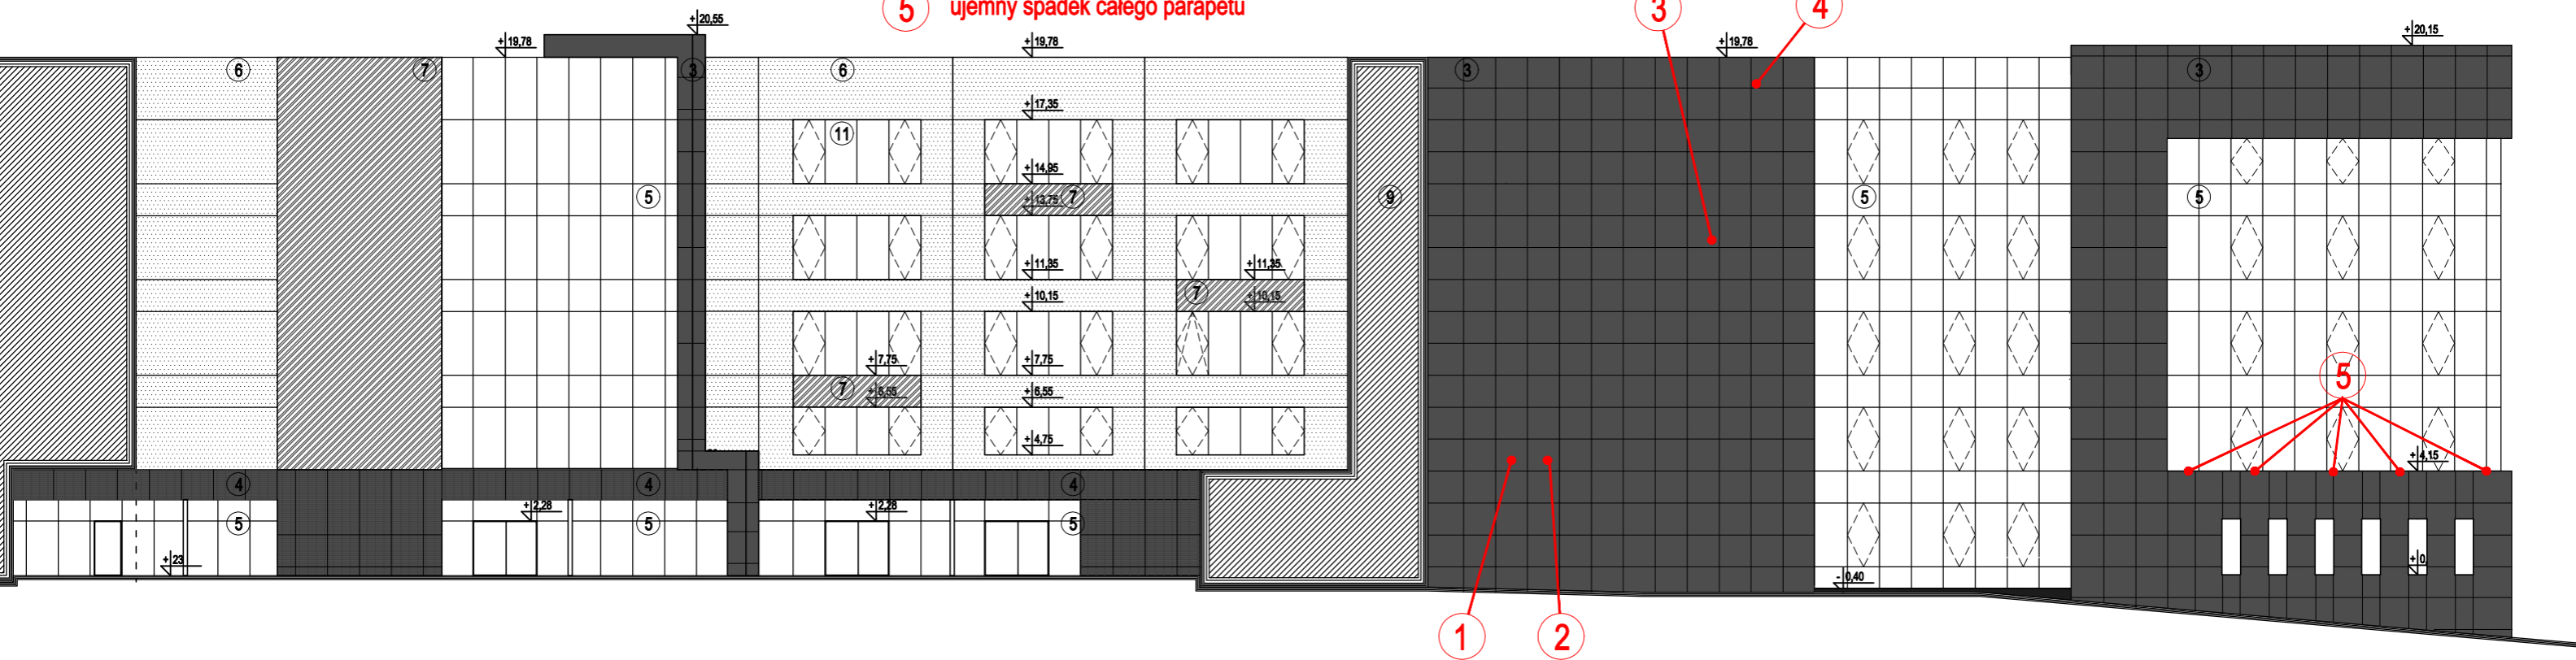 5 ujemny spadek całego parapetu
3 4
+20,55
+19,78 +19,78 +19,78 +20,15
6 7 3 6 3 3
+17,35
11
+14,95
5 +13,75 7 9 5 5
+11,35 +11,35
+10,15 7 +10,15
+7,75 +7,75
7 +6,55 +6,55
5
+4,75 +4,15
4 4 4
+2,28 +2,28
5 5 5
+23 -0,40 +0
1 2